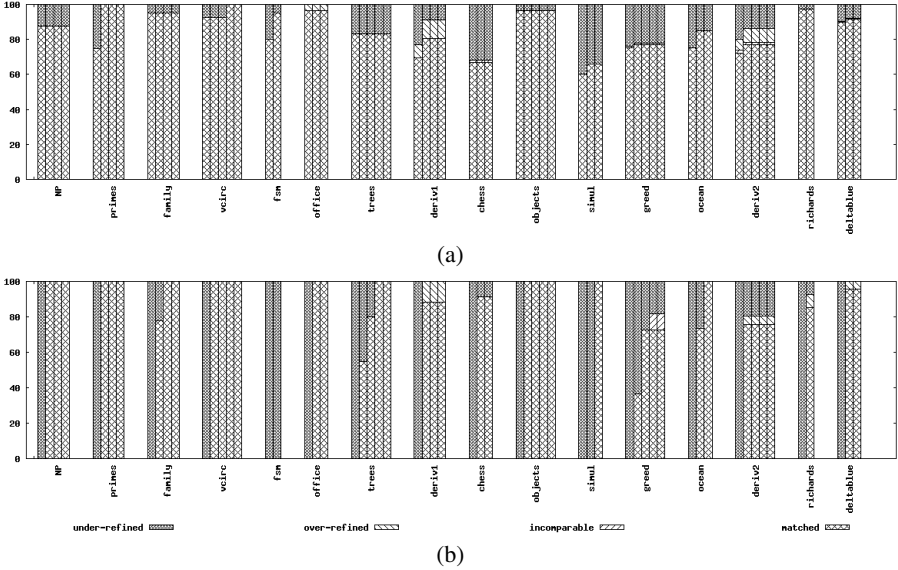 100
80
60
40
20
0
NP
primes
family
vcirc
fsm
office
trees
deriv1
chess
objects
simul
greed
ocean
deriv2
richards
deltablue
(a)
100
80
60
40
20
0
NP
primes
family
vcirc
fsm
office
trees
deriv1
chess
objects
simul
greed
ocean
deriv2
richards
deltablue
under-refined over-refined incomparable matched
(b)